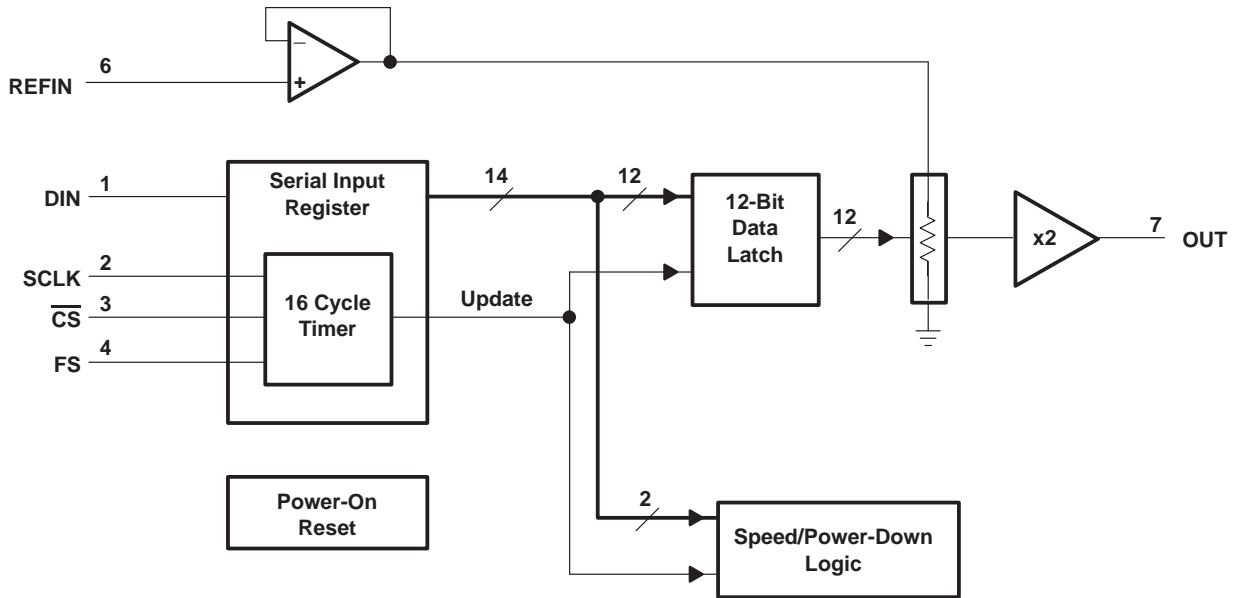 6
REFIN
_
+
1
DIN
Serial Input
Register
14
12
12-Bit
Data
Latch
12
x2
7
OUT
2
SCLK
3
CS
4
FS
16 Cycle
Timer
Update
Power-On
Reset
2
Speed/Power-Down
Logic